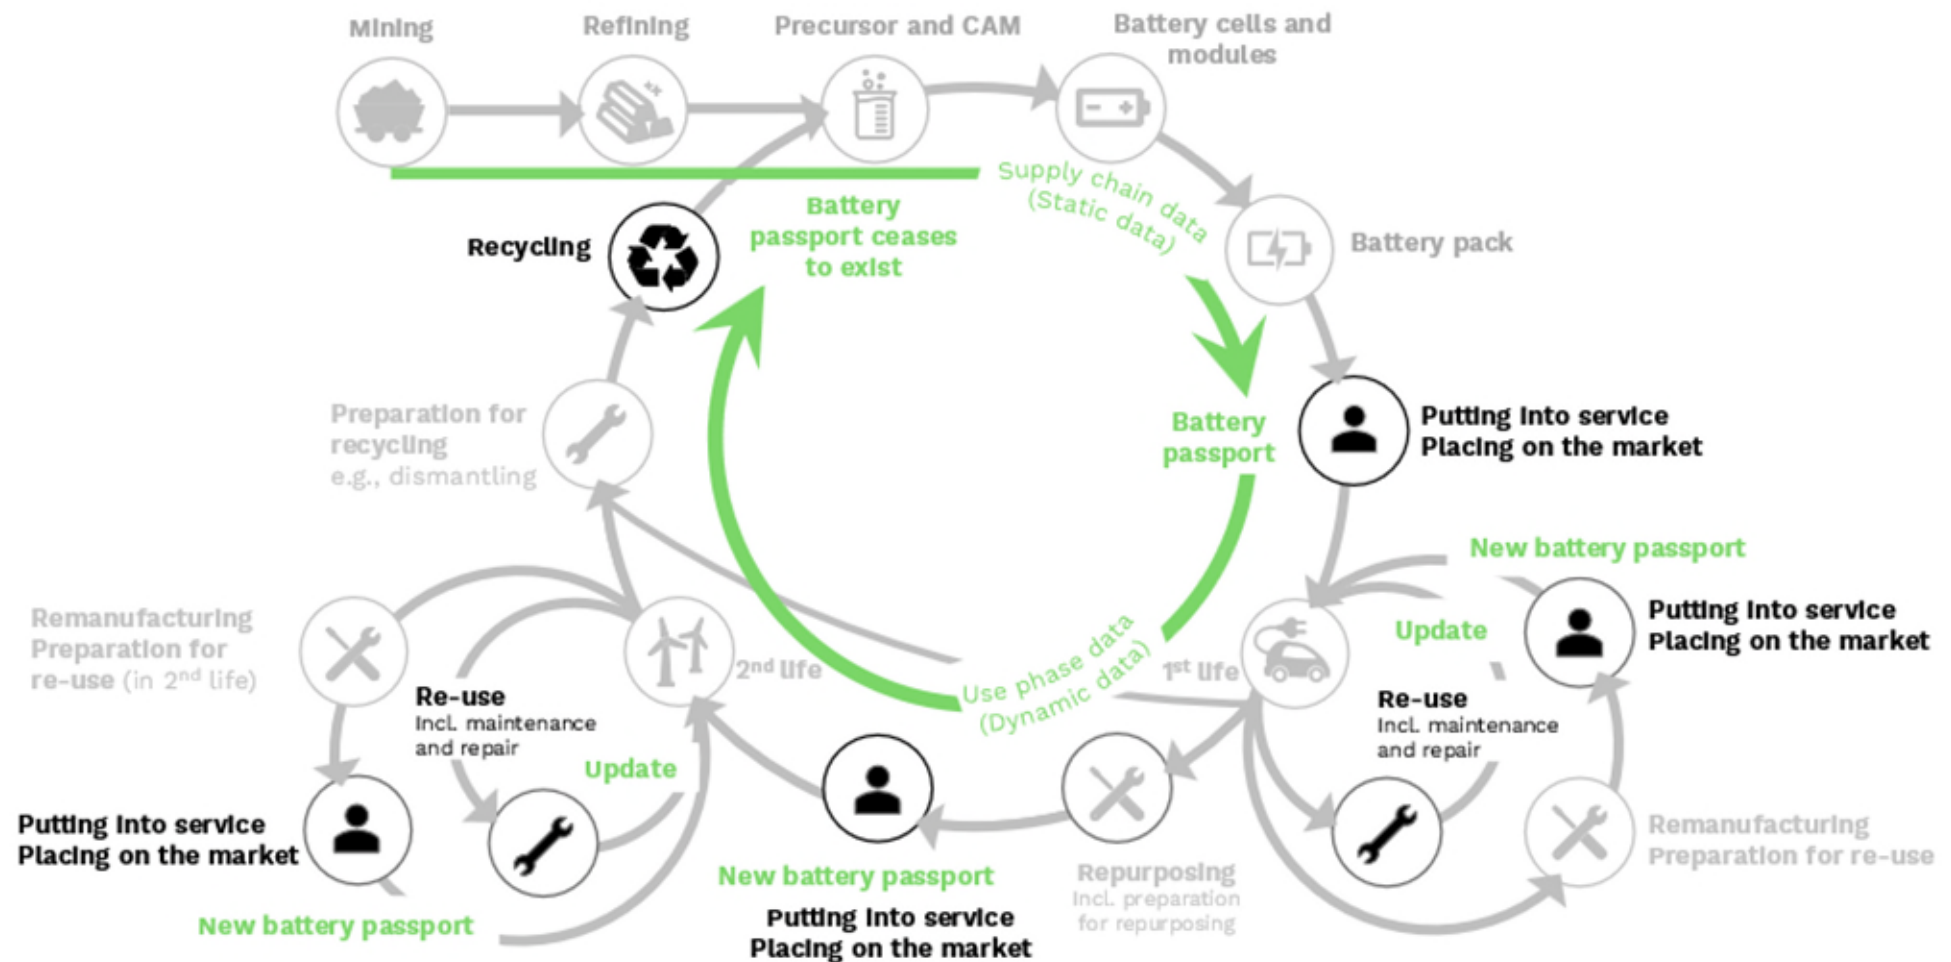 Mining
Refining
Precursor and CAM
Battery cells and
modules
Supply chain data
(Static data)
Battery
passport ceases
to exist
Recycling
Battery pack
Preparation for
recycling
e.g., dismantling
Battery
passport
Putting into service
Placing on the market
New battery passport
Putting into service
Placing on the market
Update
Remanufacturing
Preparation for
re-use (in 2nd life)
2nd life
Use phase data
(Dynamic data)
1st life
Re-use
Incl. maintenance
and repair
Re-use
Incl. maintenance
and repair
Update
Putting into service
Placing on the market
Remanufacturing
Preparation for re-use
New battery passport
New battery passport
Putting into service
Placing on the market
Repurposing
Incl. preparation
for repurposing